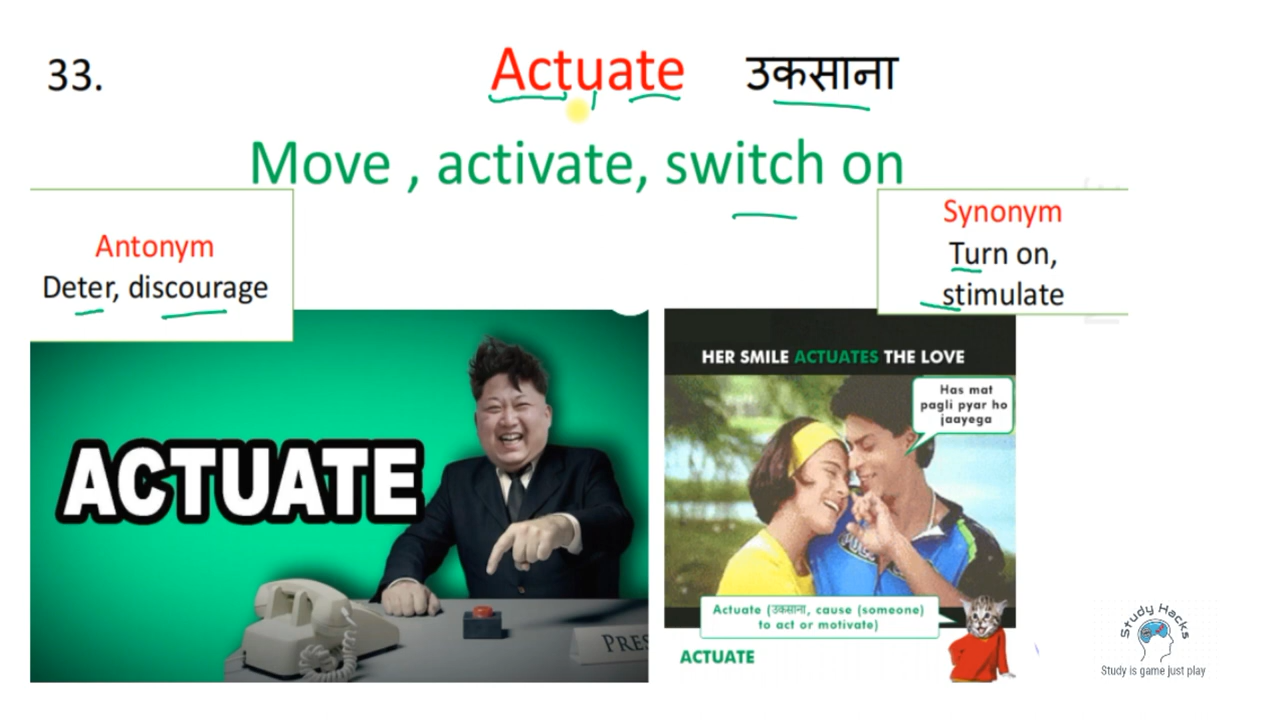 33.
Actuate उकसाना
Move , activate, switch on
Antonym
Deter, discourage
Synonym
Turn on,
stimulate
ACTUATE
HER SMILE ACTUATES THE LOVE
Has mat
pagli pyar ho
jaayega
Actuate (उकसाना, cause (someone)
to act or motivate)
ACTUATE
Study Hacks
Study is game just play